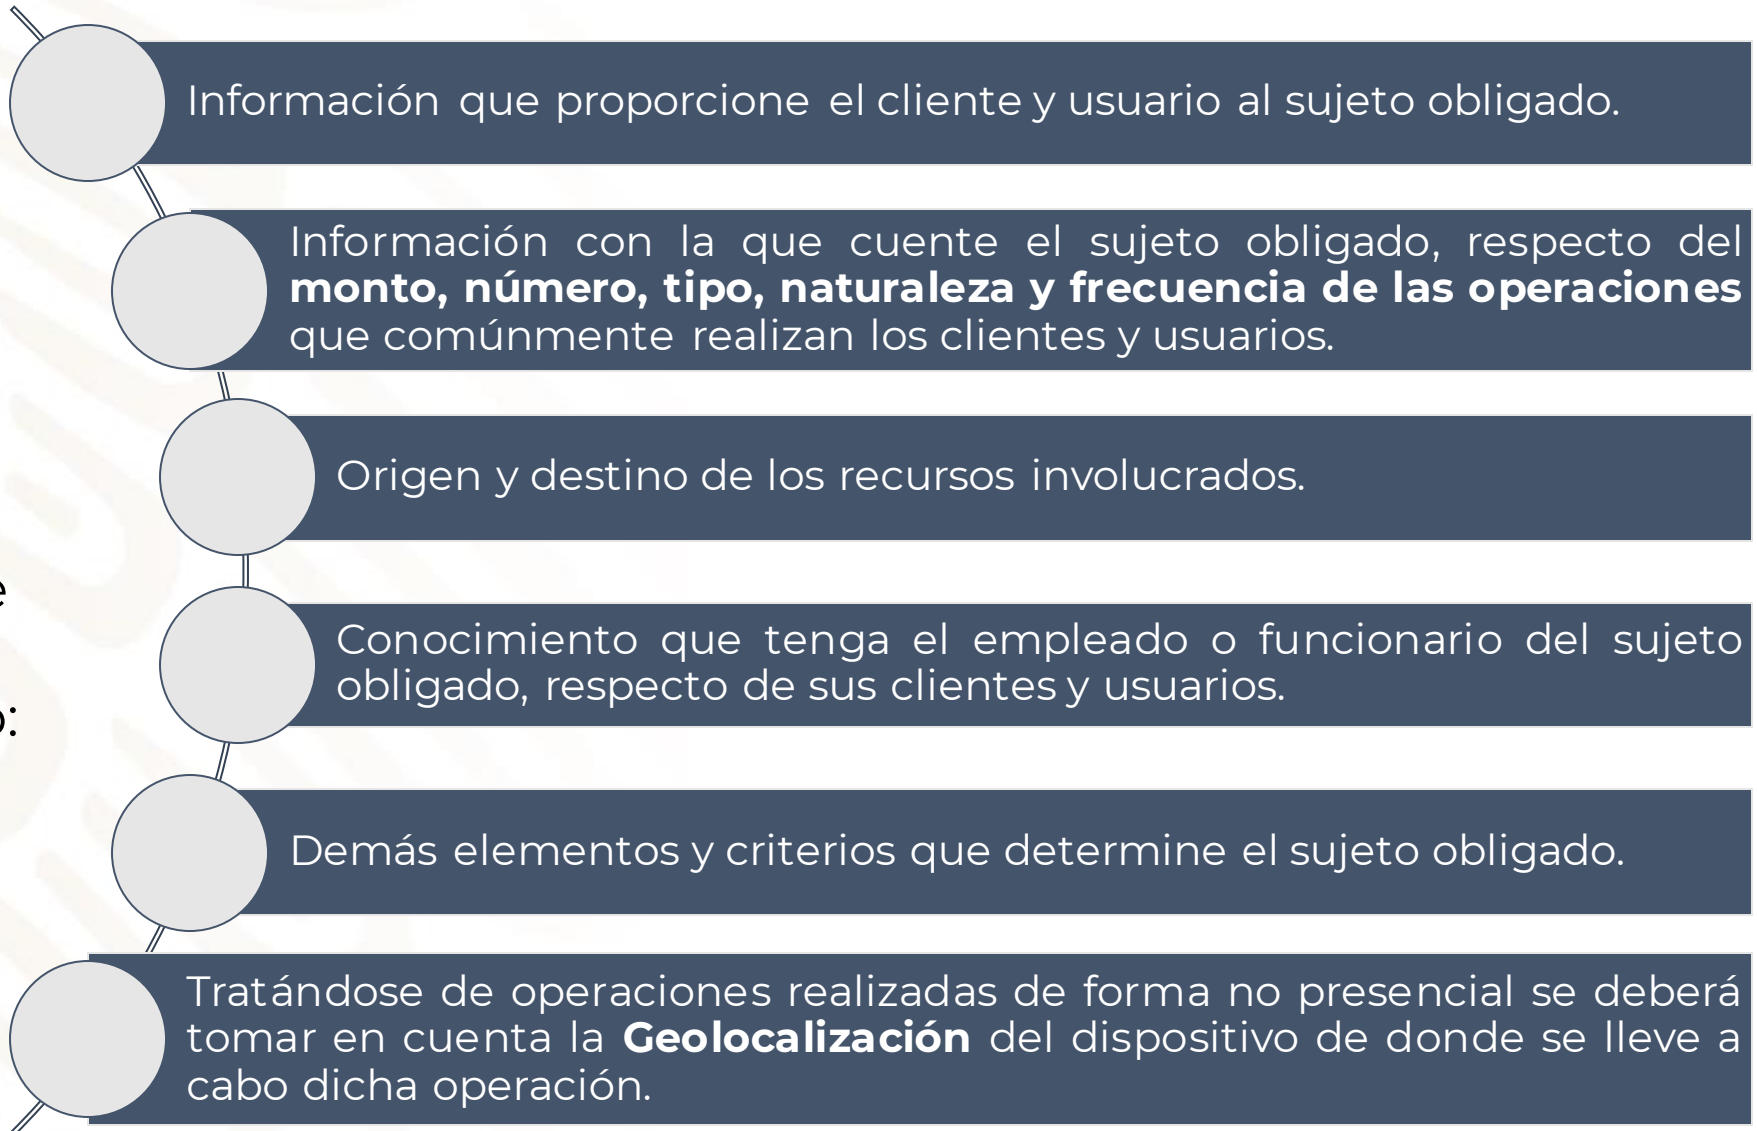 Información que proporcione el cliente y usuario al sujeto obligado.
Información con la que cuente el sujeto obligado, respecto del
monto, número, tipo, naturaleza y frecuencia de las operaciones
que comúnmente realizan los clientes y usuarios.
Origen y destino de los recursos involucrados.
Conocimiento que tenga el empleado o funcionario del sujeto
obligado, respecto de sus clientes y usuarios.
Demás elementos y criterios que determine el sujeto obligado.
Tratándose de operaciones realizadas de forma no presencial se deberá
tomar en cuenta la Geolocalización del dispositivo de donde se lleve a
cabo dicha operación.